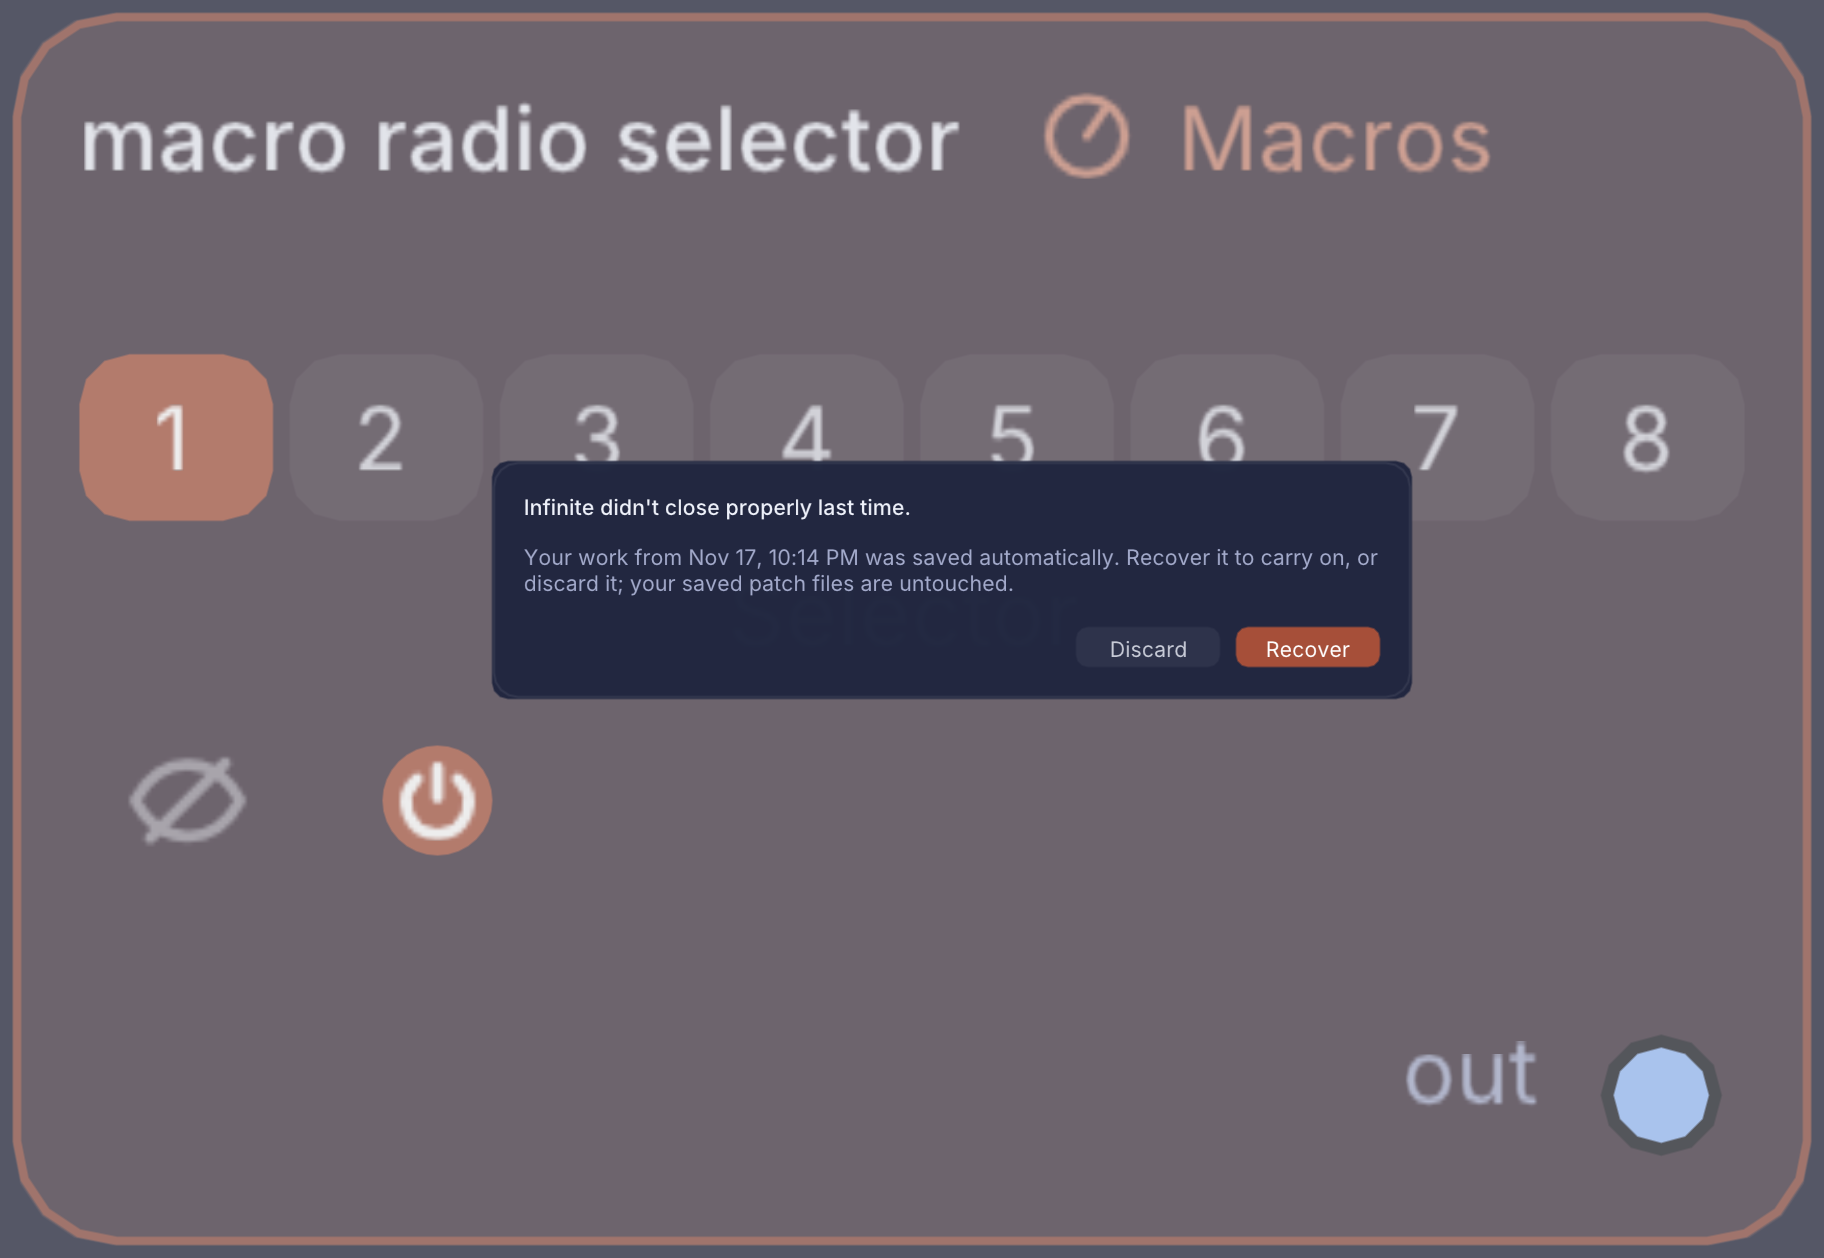 macro radio selector Macros
1 2 3 4 5 6 7 8
Infinite didn't close properly last time.
Your work from Nov 17, 10:14 PM was saved automatically. Recover it to carry on, or
discard it; your saved patch files are untouched.
Selector
Discard Recover
out